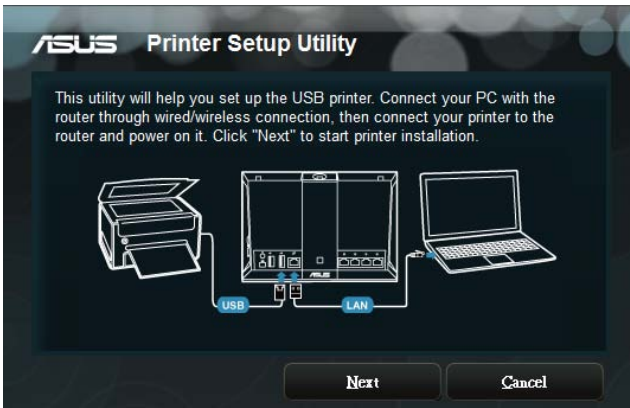 ASUS Printer Setup Utility
This utility will help you set up the USB printer. Connect your PC with the
router through wired/wireless connection, then connect your printer to the
router and power on it. Click "Next" to start printer installation.
ASUS
USB
LAN
Next
Cancel